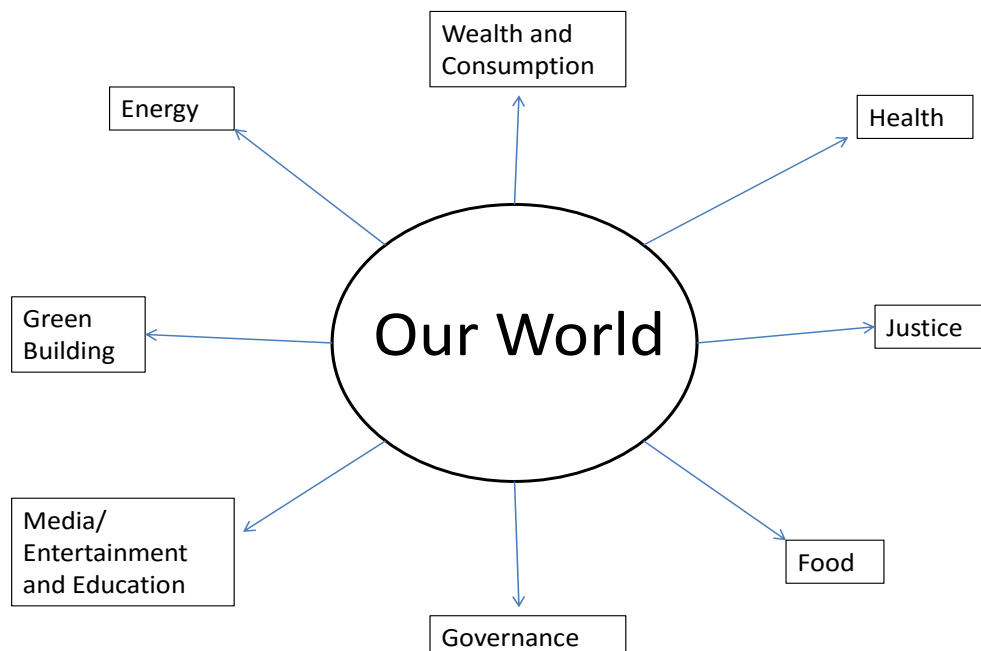 Wealth and
Consumption
Energy
Health
Green
Building
Our World
Justice
Media/
Entertainment
and Education
Food
Governance